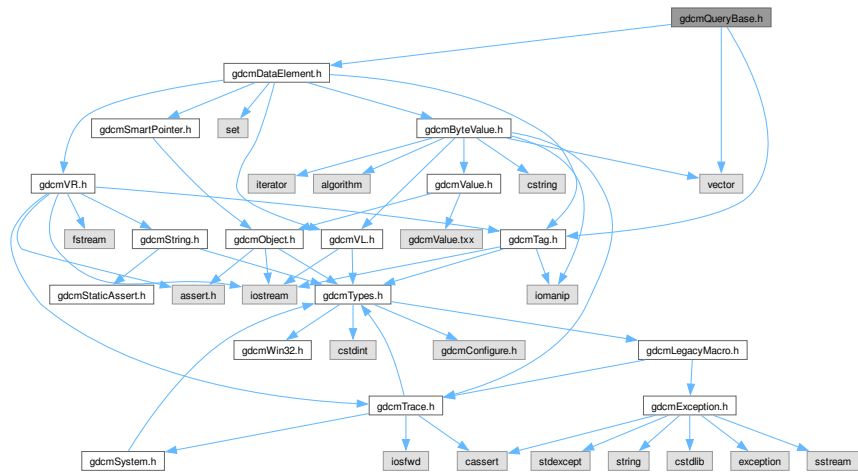 gdcmQueryBase.h
gdcmDataElement.h
gdcmSmartPointer.h
set
gdcmByteValue.h
gdcmVR.h
iterator
algorithm
gdcmValue.h
cstring
vector
fstream
gdcmString.h
gdcmObject.h
gdcmVL.h
gdcmValue.txx
gdcmTag.h
gdcmStaticAssert.h
assert.h
iostream
gdcmTypes.h
iomanip
gdcmWin32.h
cstdint
gdcmConfigure.h
gdcmLegacyMacro.h
gdcmTrace.h
gdcmException.h
gdcmSystem.h
iosfwd
cassert
stdexcept
string
cstdlib
exception
sstream